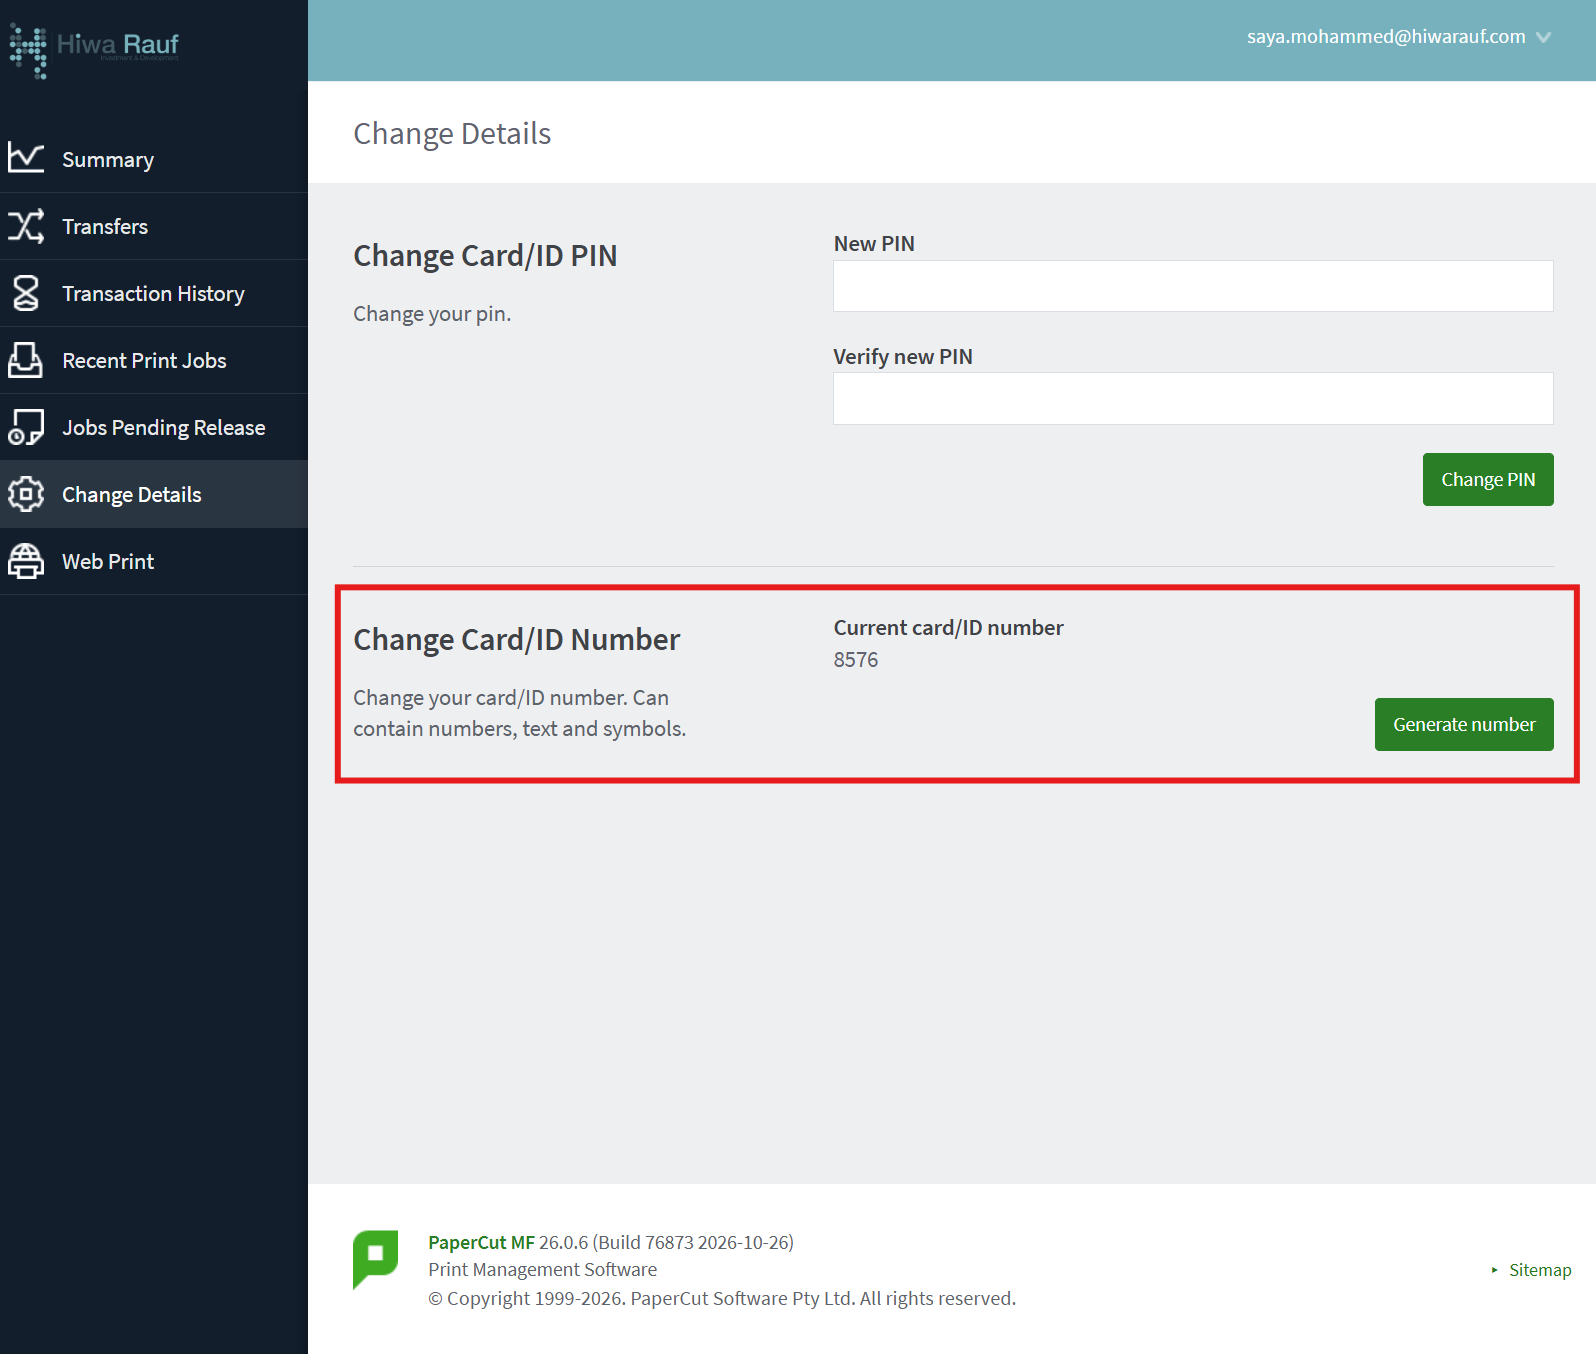 Hiwa Rauf
Investment & Development
saya.mohammed@hiwarauf.com
Summary
Transfers
Transaction History
Recent Print Jobs
Jobs Pending Release
Change Details
Web Print
Change Details
Change Card/ID PIN
Change your pin.
New PIN
Verify new PIN
Change PIN
Change Card/ID Number
Change your card/ID number. Can
contain numbers, text and symbols.
Current card/ID number
8576
Generate number
PaperCut MF 26.0.6 (Build 76873 2026-10-26)
Print Management Software
© Copyright 1999-2026. PaperCut Software Pty Ltd. All rights reserved.
Sitemap